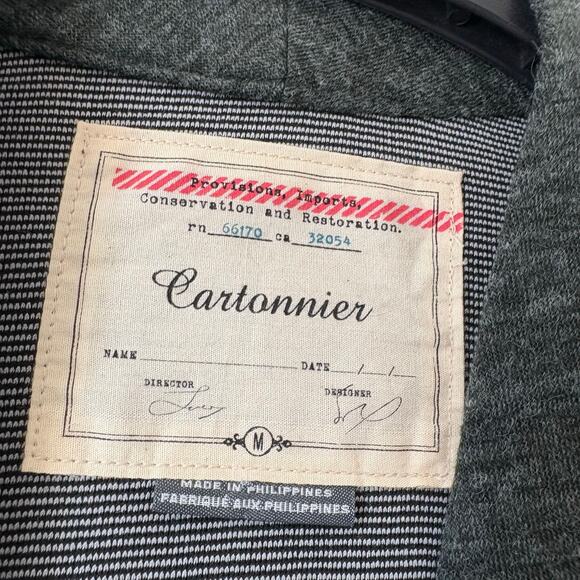 Provisions, Imports,
Conservation and Restoration.
rn 66170 ca 32054
Cartonnier
NAME DATE / /
DIRECTOR DESIGNER
M
MADE IN PHILIPPINES
FABRIQUÉ AUX PHILIPPINES